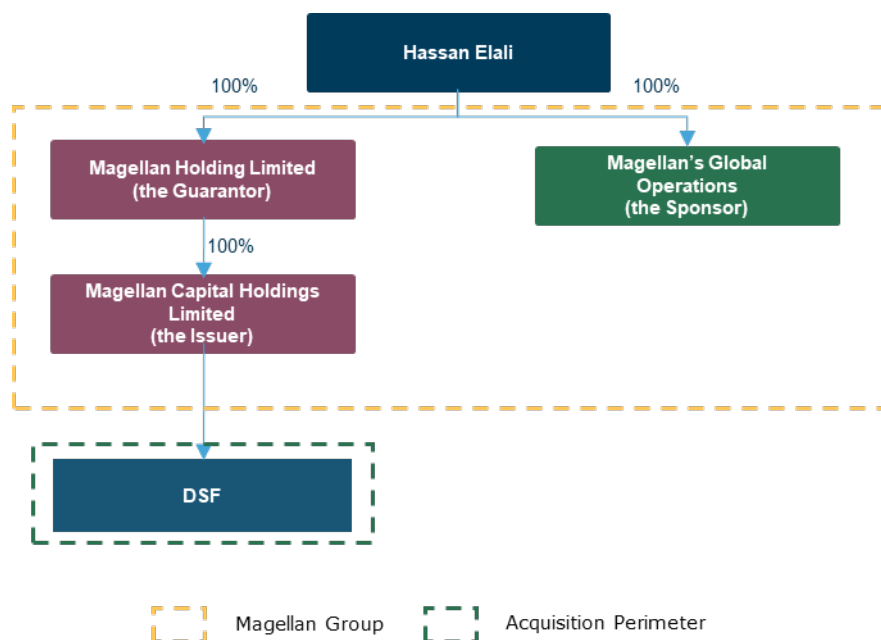 Hassan Elali
100%
100%
Magellan Holding Limited
(the Guarantor)
Magellan's Global
Operations
(the Sponsor)
100%
Magellan Capital Holdings
Limited
(the Issuer)
DSF
Magellan Group
Acquisition Perimeter